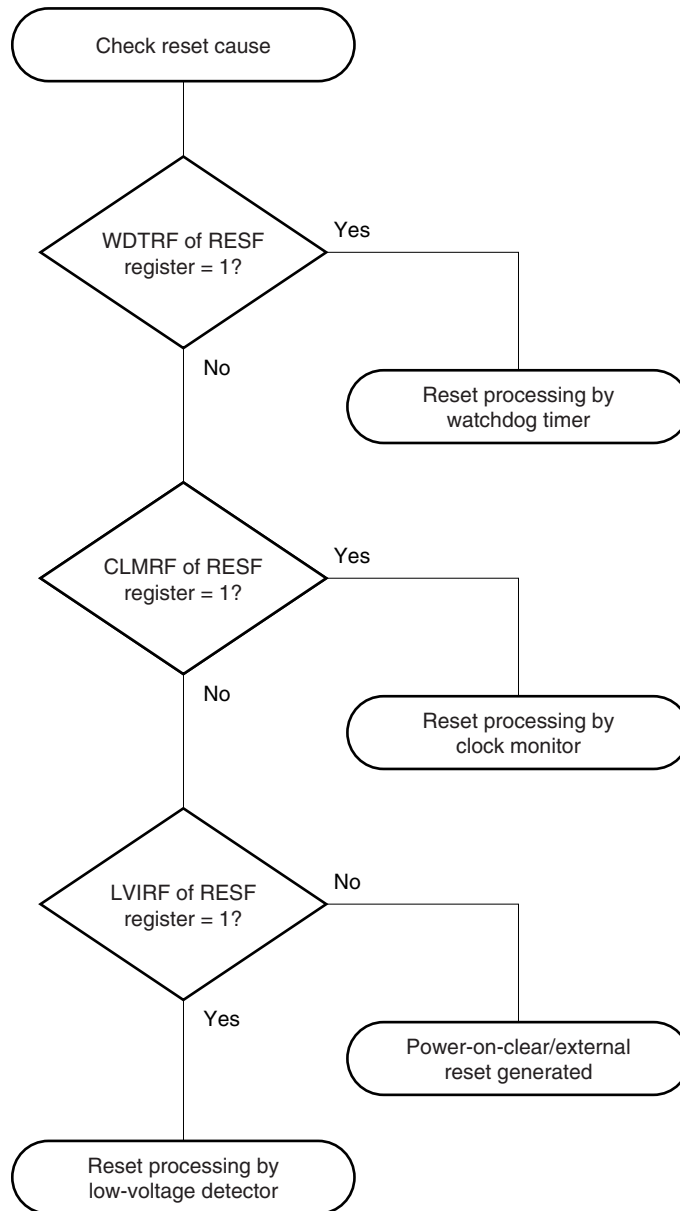 Check reset cause
WDTRF of RESF
register = 1?
Yes
No
Reset processing by
watchdog timer
CLMRF of RESF
register = 1?
Yes
No
Reset processing by
clock monitor
LVIRF of RESF
register = 1?
No
Yes
Power-on-clear/external
reset generated
Reset processing by
low-voltage detector